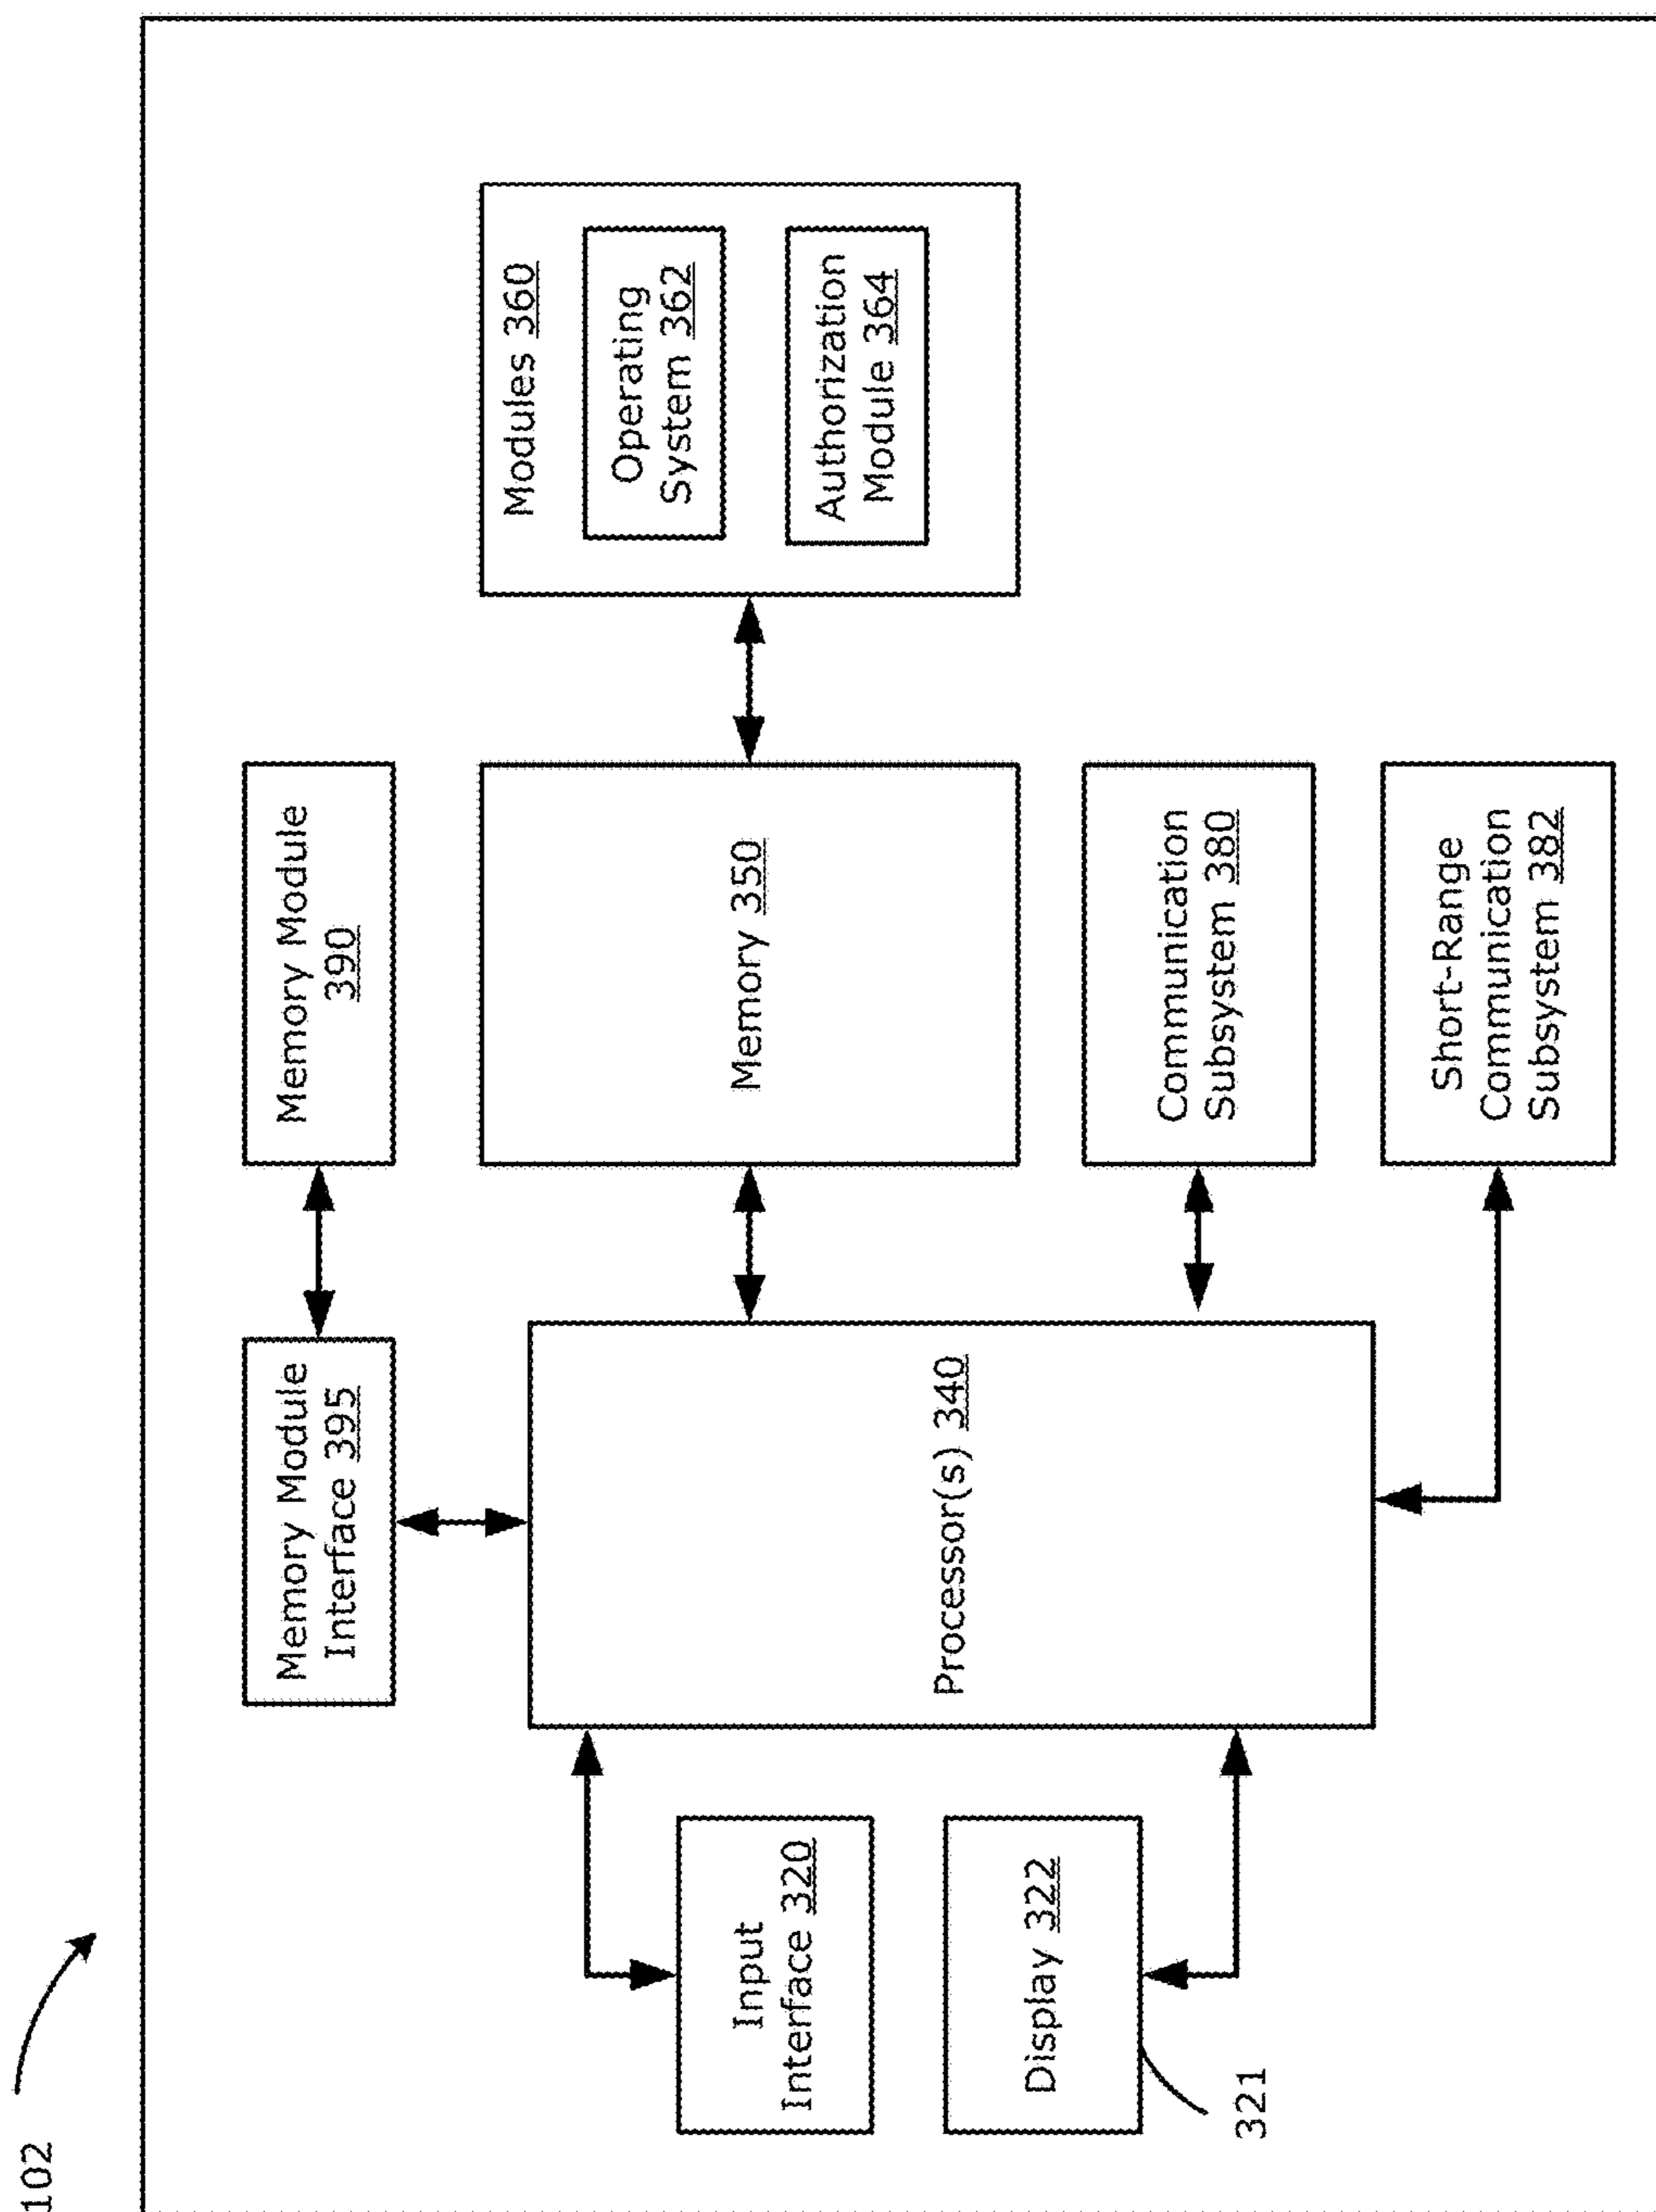 102
Memory Module
Interface 395
Memory Module
390
Input
Interface 320
Display 322
321
Processor(s) 340
Memory 350
Modules 360
Operating
System 362
Authorization
Module 364
Communication
Subsystem 380
Short-Range
Communication
Subsystem 382